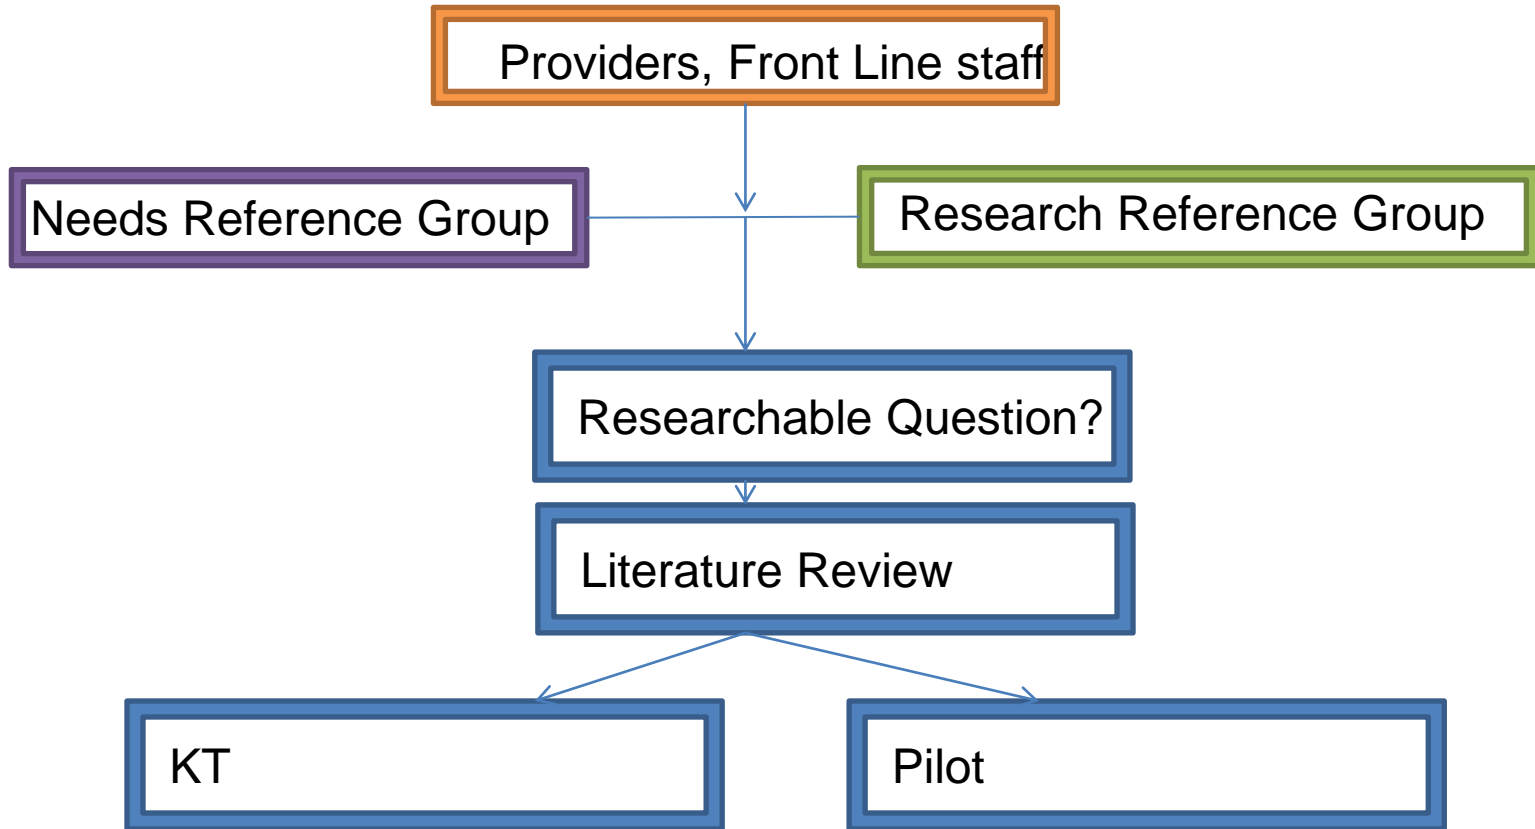 Providers, Front Line staff
Needs Reference Group
Research Reference Group
Researchable Question?
Literature Review
KT
Pilot